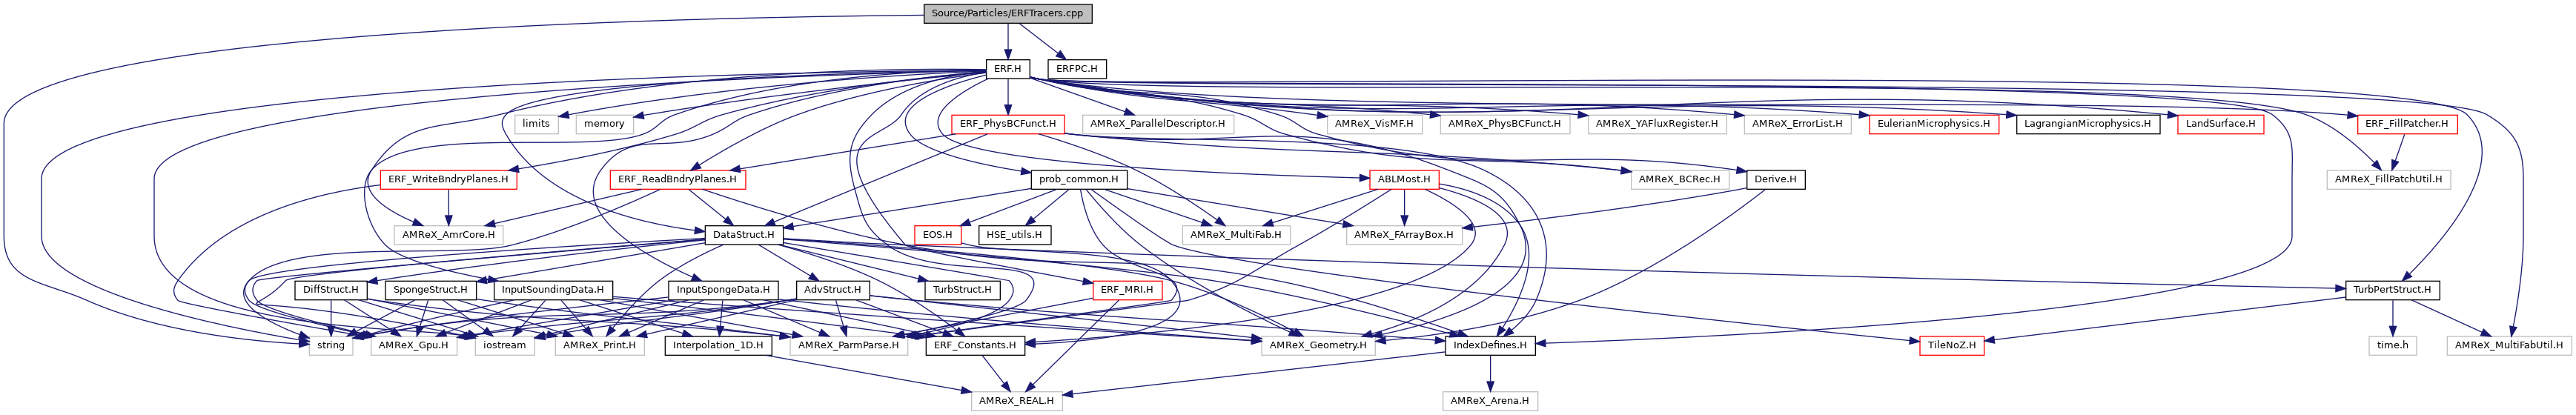 Source/Particles/ERFTracers.cpp
ERF.H
ERFPC.H
limits
memory
ERF_PhysBCFunct.H
AMReX_ParallelDescriptor.H
AMReX_VisMF.H
AMReX_PhysBCFunct.H
AMReX_YAFluxRegister.H
AMReX_ErrorList.H
EulerianMicrophysics.H
LagrangianMicrophysics.H
LandSurface.H
ERF_FillPatcher.H
ERF_WriteBndryPlanes.H
ERF_ReadBndryPlanes.H
prob_common.H
ABLMost.H
AMReX_BCRec.H
Derive.H
AMReX_FillPatchUtil.H
AMReX_AmrCore.H
DataStruct.H
EOS.H
HSE_utils.H
AMReX_MultiFab.H
AMReX_FArrayBox.H
DiffStruct.H
SpongeStruct.H
InputSoundingData.H
InputSpongeData.H
AdvStruct.H
TurbStruct.H
ERF_MRI.H
TurbPertStruct.H
string
AMReX_Gpu.H
iostream
AMReX_Print.H
Interpolation_1D.H
AMReX_ParmParse.H
ERF_Constants.H
AMReX_Geometry.H
IndexDefines.H
TileNoZ.H
time.h
AMReX_MultiFabUtil.H
AMReX_REAL.H
AMReX_Arena.H